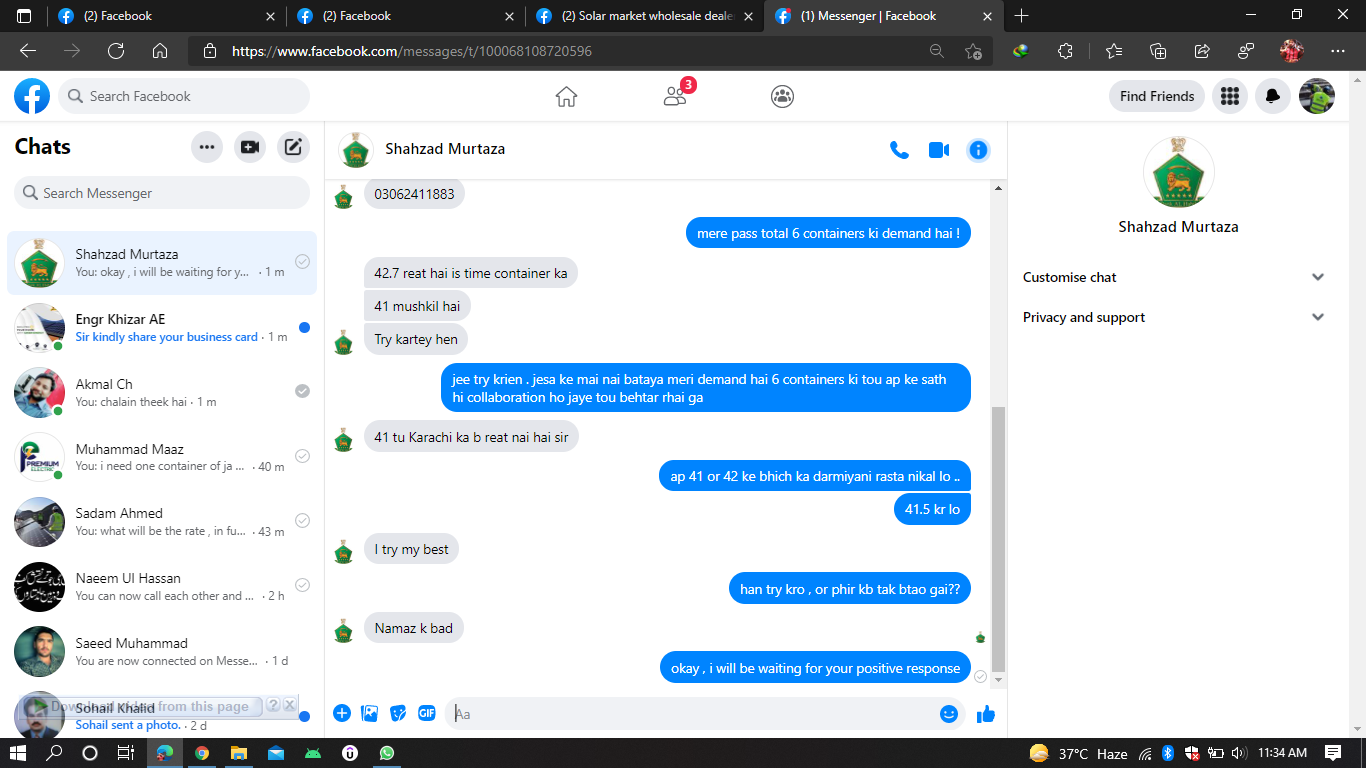 (2) Facebook
(2) Facebook
(2) Solar market wholesale deale
(1) Messenger | Facebook
https://www.facebook.com/messages/t/100068108720596
Search Facebook
3
Find Friends
Chats
Search Messenger
Shahzad Murtaza
You: okay , i will be waiting for y... · 1 m
Engr Khizar AE
Sir kindly share your business card · 1 m
Akmal Ch
You: chalain theek hai · 1 m
Muhammad Maaz
You: i need one container of ja ... · 40 m
Sadam Ahmed
You: what will be the rate , in fu... · 43 m
Naeem Ul Hassan
You can now call each other and ... · 2 h
Saeed Muhammad
You are now connected on Messe... · 1 d
Download video from this page ?
Sohail Khalid
Sohail sent a photo. · 2 d
Shahzad Murtaza
03062411883
mere pass total 6 containers ki demand hai !
42.7 reat hai is time container ka
41 mushkil hai
Try kartey hen
jee try krien . jesa ke mai nai bataya meri demand hai 6 containers ki tou ap ke sath
hi collaboration ho jaye tou behtar rhai ga
41 tu Karachi ka b reat nai hai sir
ap 41 or 42 ke bhich ka darmiyani rasta nikal lo ..
41.5 kr lo
I try my best
han try kro , or phir kb tak btao gai??
Namaz k bad
okay , i will be waiting for your positive response
GIF
Aa
Shahzad Murtaza
Customise chat
Privacy and support
37°C Haze
11:34 AM